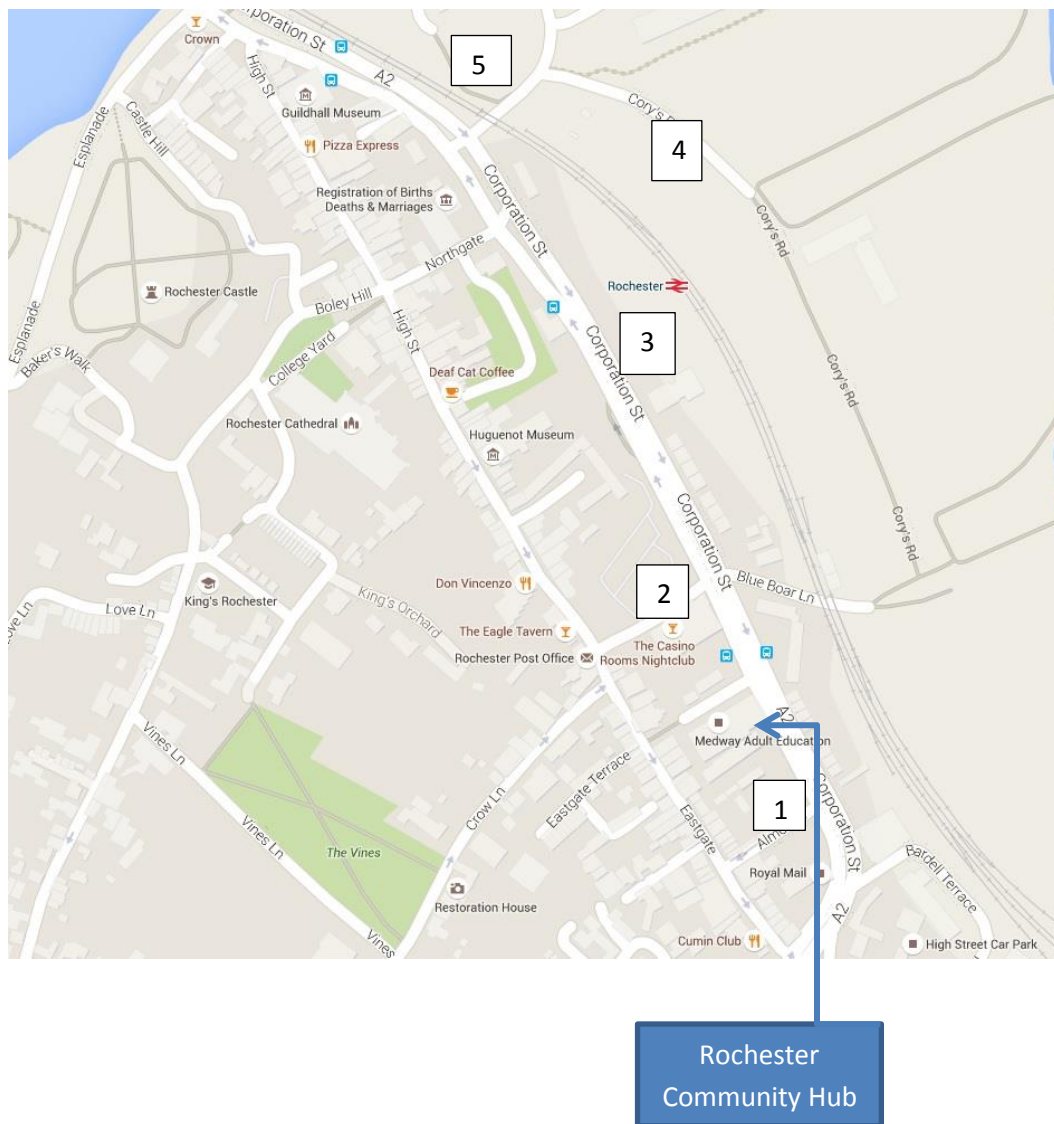 Corporation St
Crown
5
High St
A2
Guildhall Museum
Castle Hill
Esplanade
Cory's
4
Pizza Express
Registration of Births
Deaths & Marriages
Corporation St
Cory's Rd
Northgate
Rochester
Rochester Castle
Boley Hill
Esplanade
High St
3
Corporation St
Baker's Walk
College Yard
Deaf Cat Coffee
Cory's Rd
Rochester Cathedral
Huguenot Museum
Corporation St
Cory's Rd
Don Vincenzo
2
Blue Boar Ln
King's Rochester
King's Orchard
Love Ln
The Eagle Tavern
The Casino
Rooms Nightclub
Rochester Post Office
A2
Medway Adult Education
Vines Ln
Crow Ln
Eastgate Terrace
1
Corporation St
Eastgate
Vines Ln
The Vines
Royal Mail
Bardell Terrace
Restoration House
A2
Vines
Cumin Club
High Street Car Park
Rochester
Community Hub